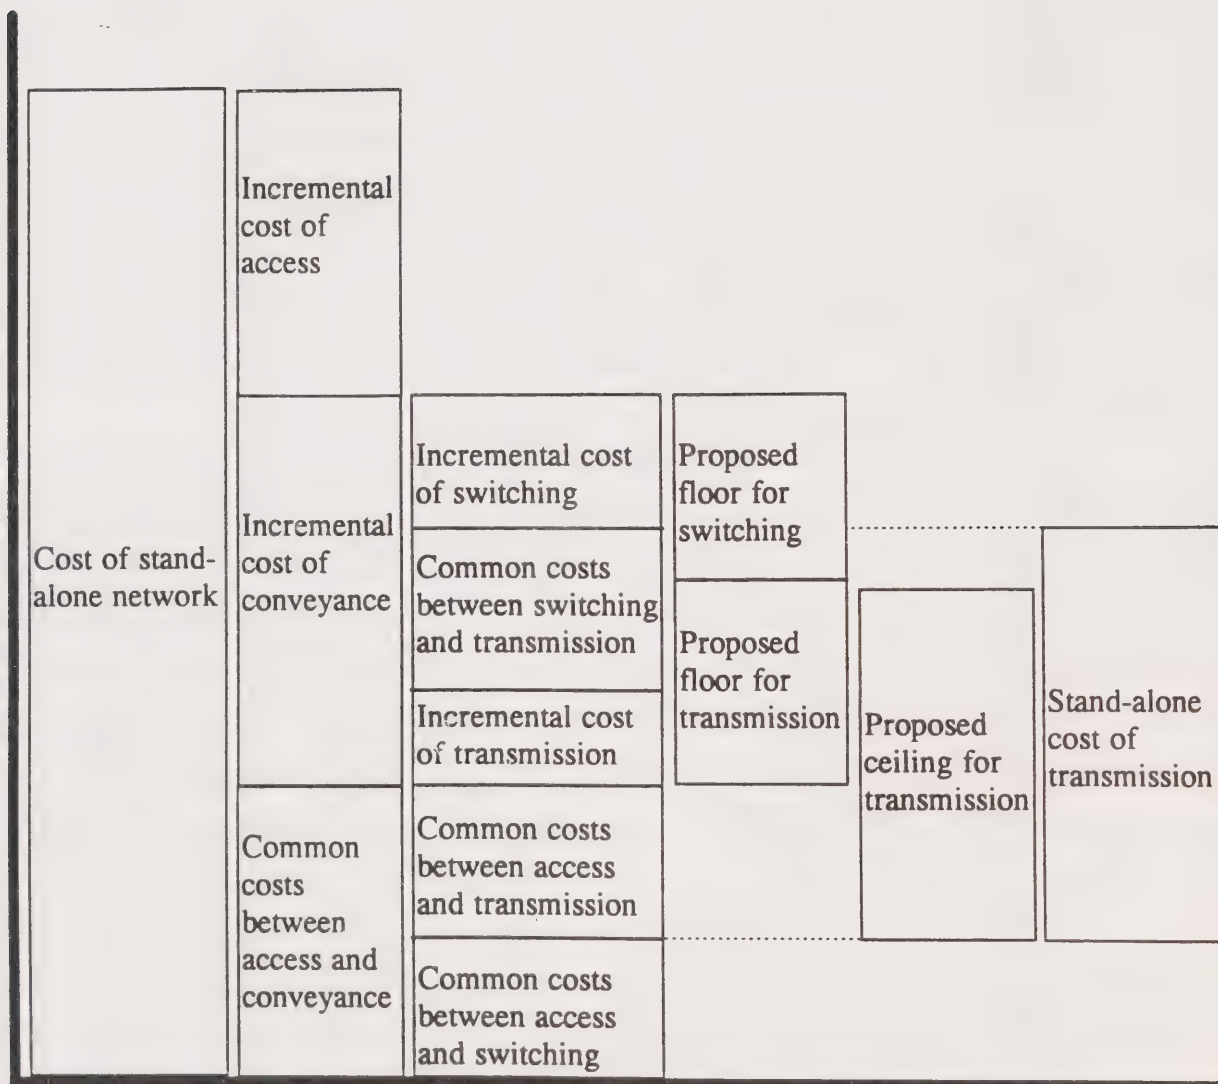 Cost of stand-
alone network
Incremental
cost of
access
Incremental
cost of
conveyance
Common
costs
between
access and
conveyance
Incremental cost
of switching
Common costs
between switching
and transmission
Incremental cost
of transmission
Common costs
between access
and transmission
Common costs
between access
and switching
Proposed
floor for
switching
Proposed
floor for
transmission
Proposed
ceiling for
transmission
Stand-alone
cost of
transmission